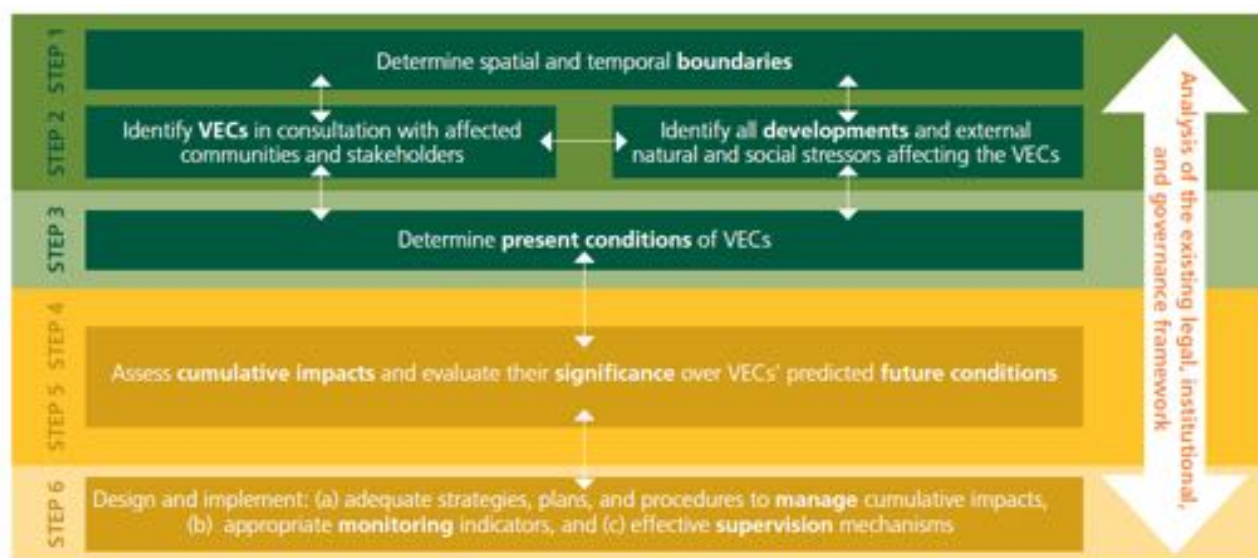 STEP 1
Determine spatial and temporal boundaries
STEP 2
Identify VECs in consultation with affected
communities and stakeholders
Identify all developments and external
natural and social stressors affecting the VECs
STEP 3
Determine present conditions of VECs
STEP 4
STEP 5
Assess cumulative impacts and evaluate their significance over VECs' predicted future conditions
STEP 6
Design and implement: (a) adequate strategies, plans, and procedures to manage cumulative impacts,
(b) appropriate monitoring indicators, and (c) effective supervision mechanisms
Analysis of the existing legal, institutional,
and governance framework